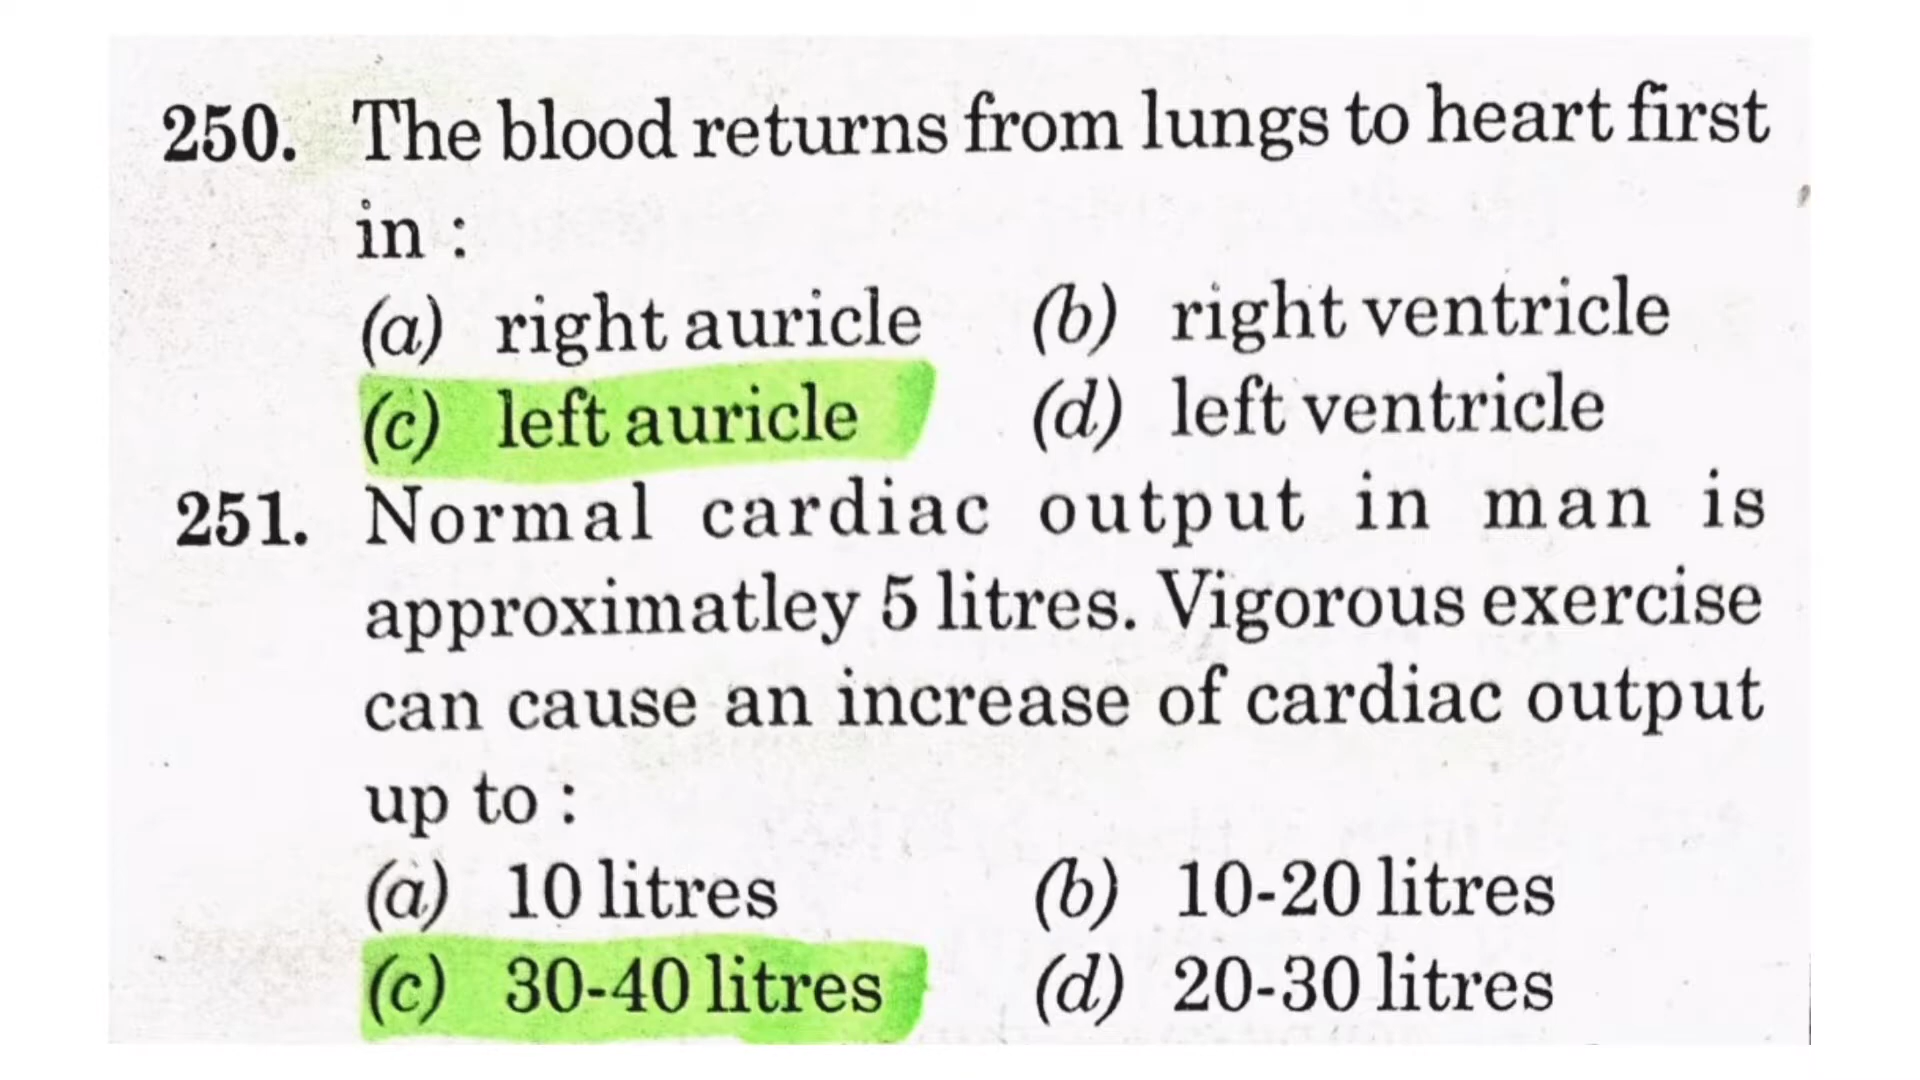 250. The blood returns from lungs to heart first
in :
(a) right auricle (b) right ventricle
(c) left auricle (d) left ventricle
251. Normal cardiac output in man is
approximatley 5 litres. Vigorous exercise
can cause an increase of cardiac output
up to :
(a) 10 litres (b) 10-20 litres
(c) 30-40 litres (d) 20-30 litres